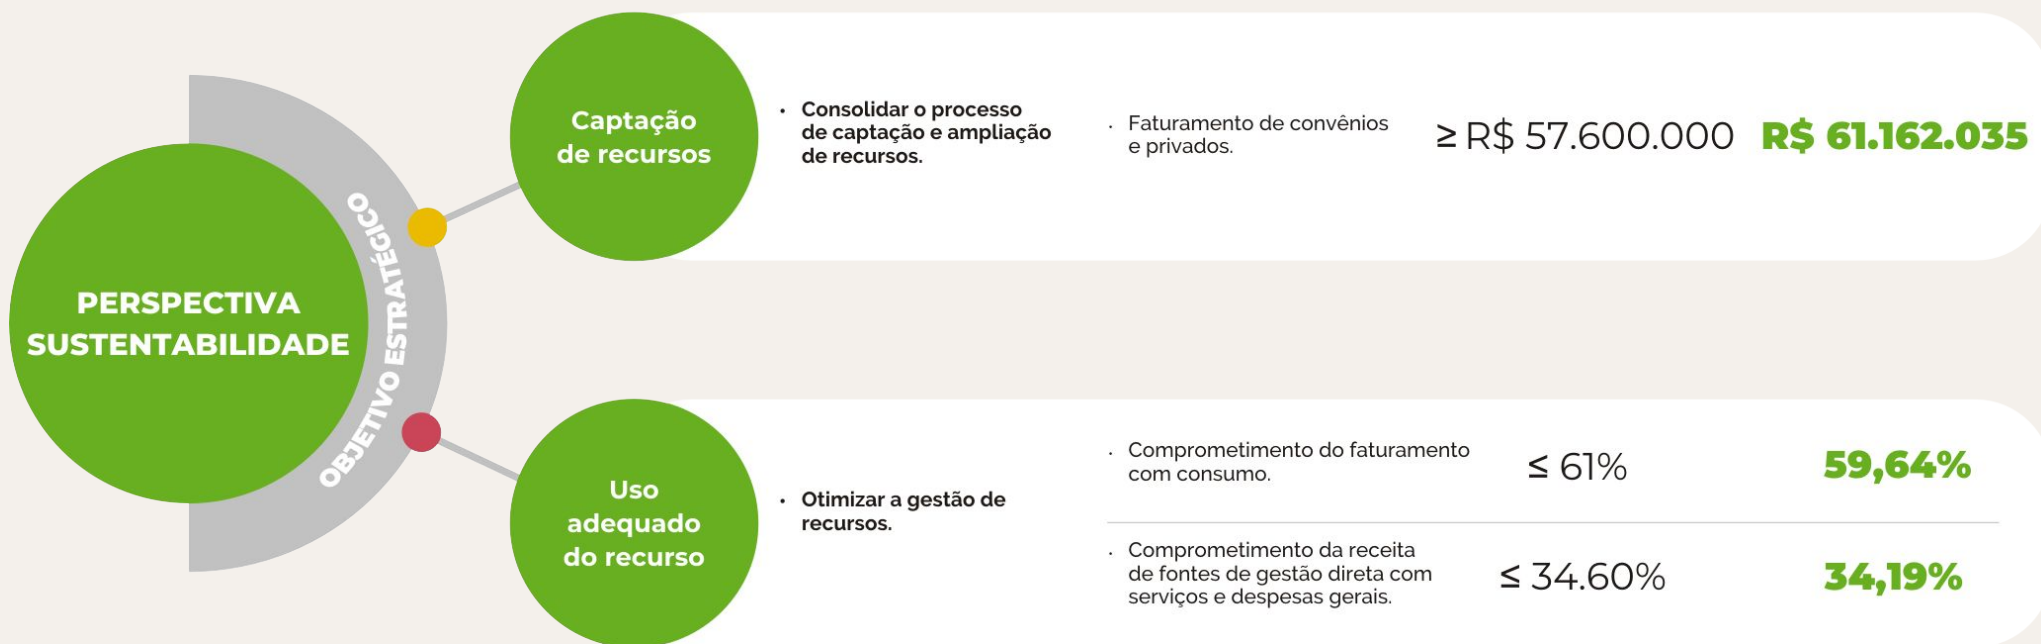 PERSPECTIVA
SUSTENTABILIDADE
OBJETIVO ESTRATÉGICO
Captação
de recursos
• Consolidar o processo
de captação e ampliação
de recursos.
• Faturamento de convênios
e privados.
≥ R$ 57.600.000
R$ 61.162.035
Uso
adequado
do recurso
• Otimizar a gestão de
recursos.
• Comprometimento do faturamento
com consumo.
≤ 61%
59,64%
• Comprometimento da receita
de fontes de gestão direta com
serviços e despesas gerais.
≤ 34.60%
34,19%